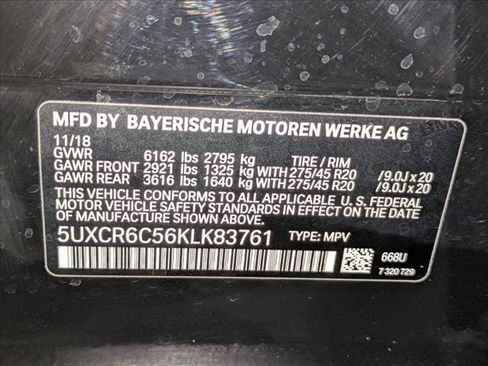 MFD BY BAYERISCHE MOTOREN WERKE AG
11/18
GVWR 6162 lbs 2795 kg TIRE / RIM
GAWR FRONT 2921 lbs 1325 kg WITH 275/45 R20 /9.0J x 20
GAWR REAR 3616 lbs 1640 kg WITH 275/45 R20 /9.0J x 20
THIS VEHICLE CONFORMS TO ALL APPLICABLE U. S. FEDERAL
MOTOR VEHICLE SAFETY STANDARDS IN EFFECT ON THE
DATE OF MANUFACTURE SHOWN ABOVE.
5UXCR6C56KLK83761 TYPE: MPV
668U
7 320 729